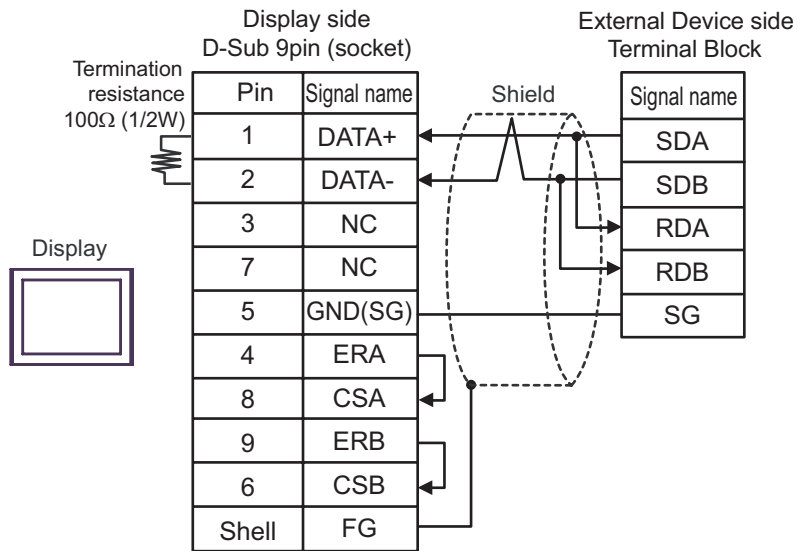 Display side
D-Sub 9pin (socket)
External Device side
Terminal Block
Termination
resistance
100Ω (1/2W)
Pin Signal name
Shield
Signal name
1 DATA+
SDA
2 DATA-
SDB
3 NC
RDA
7 NC
RDB
Display
5 GND(SG)
SG
4 ERA
8 CSA
9 ERB
6 CSB
Shell FG